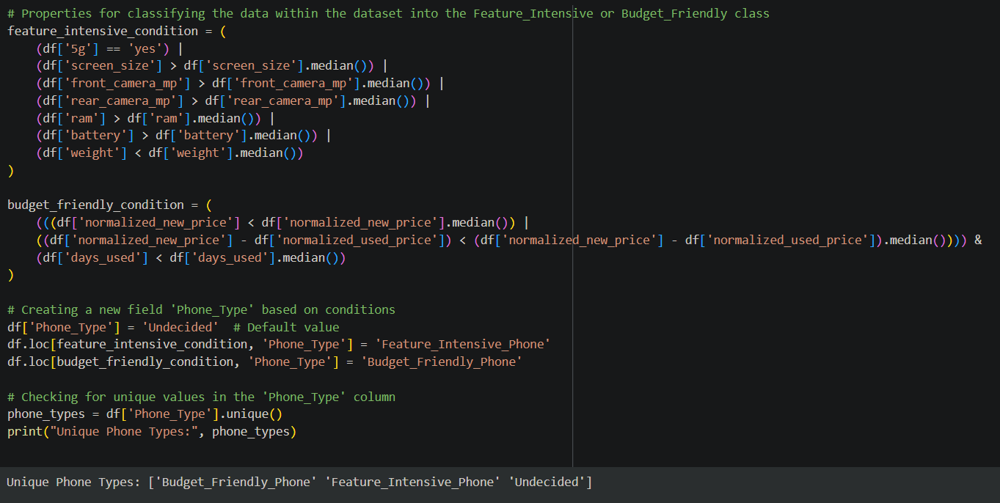 # Properties for classifying the data within the dataset into the Feature_Intensive or Budget_Friendly class
feature_intensive_condition = (
    (df['5g'] == 'yes') |
    (df['screen_size'] > df['screen_size'].median()) |
    (df['front_camera_mp'] > df['front_camera_mp'].median()) |
    (df['rear_camera_mp'] > df['rear_camera_mp'].median()) |
    (df['ram'] > df['ram'].median()) |
    (df['battery'] > df['battery'].median()) |
    (df['weight'] < df['weight'].median())
)

budget_friendly_condition = (
    (((df['normalized_new_price'] < df['normalized_new_price'].median()) |
    ((df['normalized_new_price'] - df['normalized_used_price']) < (df['normalized_new_price'] - df['normalized_used_price']).median()))) &
    (df['days_used'] < df['days_used'].median())
)

# Creating a new field 'Phone_Type' based on conditions
df['Phone_Type'] = 'Undecided'  # Default value
df.loc[feature_intensive_condition, 'Phone_Type'] = 'Feature_Intensive_Phone'
df.loc[budget_friendly_condition, 'Phone_Type'] = 'Budget_Friendly_Phone'

# Checking for unique values in the 'Phone_Type' column
phone_types = df['Phone_Type'].unique()
print("Unique Phone Types:", phone_types)

Unique Phone Types: ['Budget_Friendly_Phone' 'Feature_Intensive_Phone' 'Undecided']